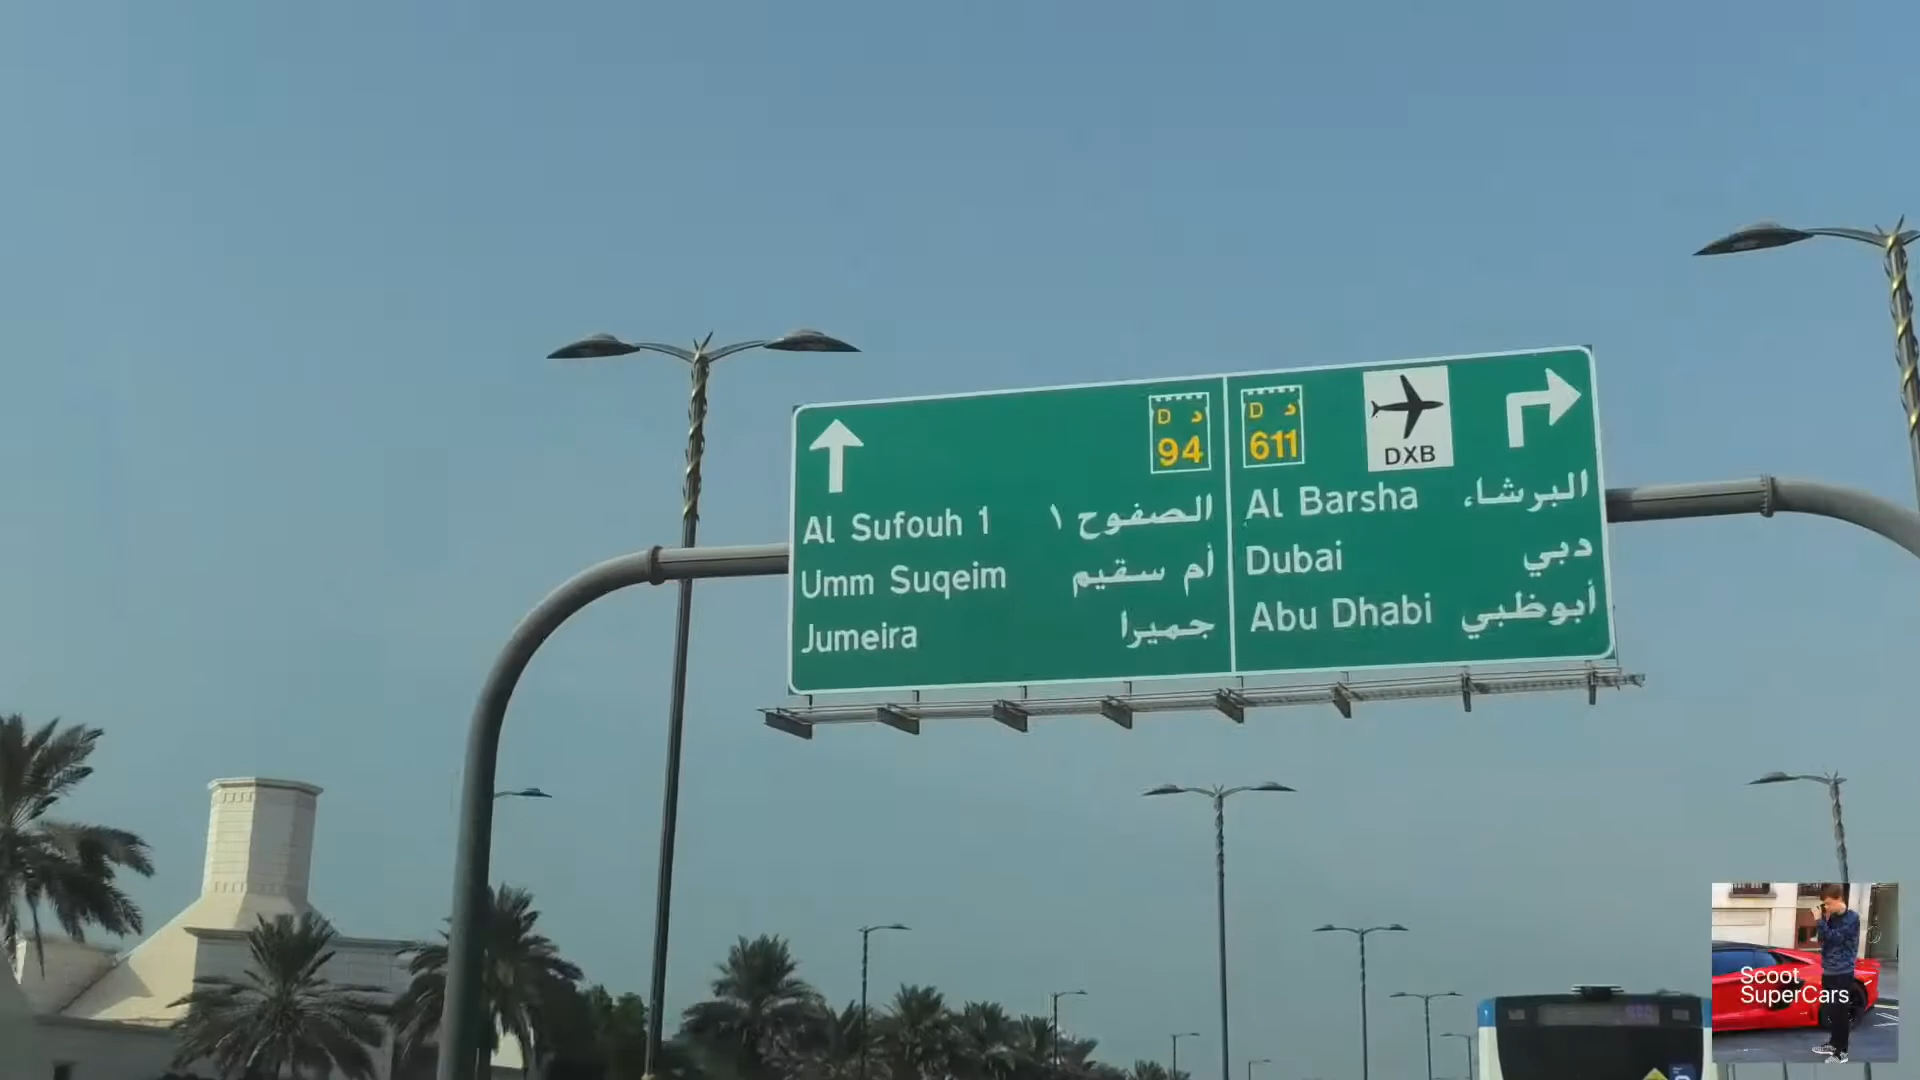 D د
94
Al Sufouh 1 الصفوح ١
Umm Suqeim أم سقيم
Jumeira جميرا
D د
611
DXB
Al Barsha البرشاء
Dubai دبي
Abu Dhabi أبوظبي
Scoot
SuperCars